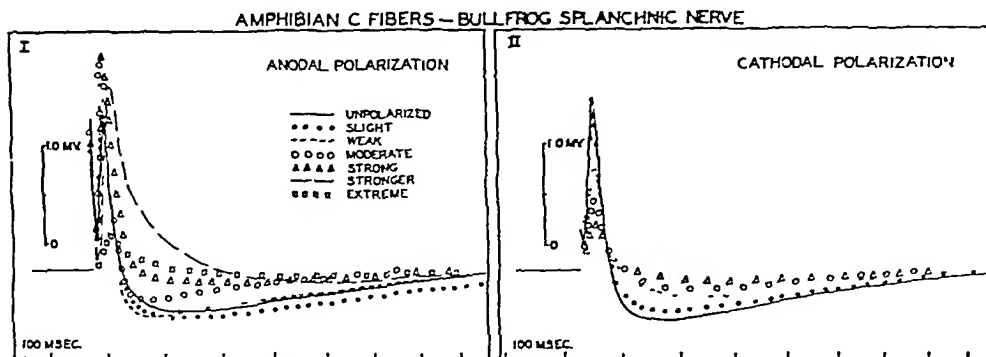 AMPHIBIAN C FIBERS — BULLFROG SPLANCHNIC NERVE
I
ANODAL POLARIZATION
UNPOLARIZED
SLIGHT
WEAK
MODERATE
STRONG
STRONGER
EXTREME
1.0 MV.
0
100 MSEC.
II
CATHODAL POLARIZATION
1.0 MV.
0
100 MSEC.